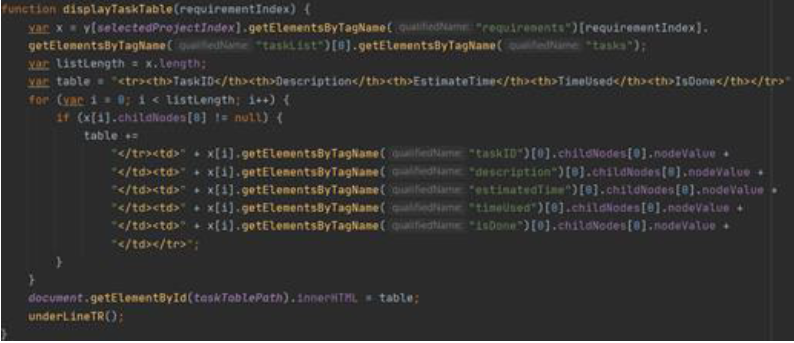 function displayTaskTable(requirementIndex) {
var x = y[selectedProjectIndex].getElementsByTagName( qualifiedName: "requirements")[requirementIndex].
getElementsByTagName( qualifiedName: "taskList")[0].getElementsByTagName( qualifiedName: "tasks");
var listLength = x.length;
var table = "<tr><th>TaskID</th><th>Description</th><th>EstimateTime</th><th>TimeUsed</th><th>IsDone</th></tr>"
for (var i = 0; i < listLength; i++) {
if (x[i].childNodes[0] != null) {
table +=
"</tr><td>" + x[i].getElementsByTagName( qualifiedName: "taskID")[0].childNodes[0].nodeValue +
"</td><td>" + x[i].getElementsByTagName( qualifiedName: "description")[0].childNodes[0].nodeValue +
"</td><td>" + x[i].getElementsByTagName( qualifiedName: "estimatedTime")[0].childNodes[0].nodeValue +
"</td><td>" + x[i].getElementsByTagName( qualifiedName: "timeUsed")[0].childNodes[0].nodeValue +
"</td><td>" + x[i].getElementsByTagName( qualifiedName: "isDone")[0].childNodes[0].nodeValue +
"</td></tr>";
}
}
document.getElementById(taskTablePath).innerHTML = table;
underLineTR();
}